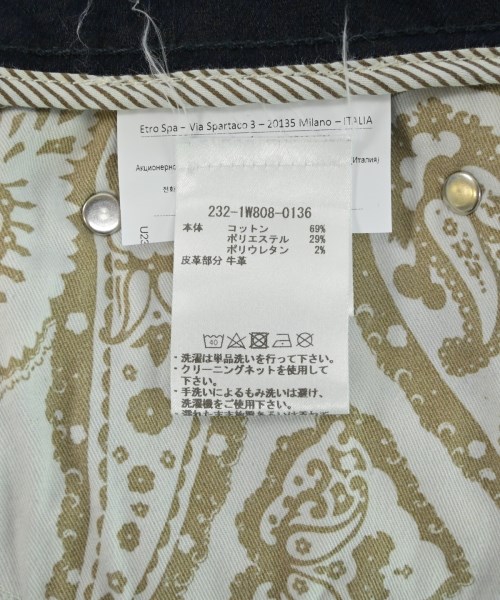 Etro Spa – Via Spartaco 3 – 20135 Milano – ITALIA
Акционерно
Италия)
전화
232-1W808-0136
本体 コットン 69%
ポリエステル 29%
ポリウレタン 2%
皮革部分 牛革
40
・洗濯は単品洗いを行って下さい。
・クリーニングネットを使用して
下さい。
・手洗いによるもみ洗いは避け、
洗濯機をご使用下さい。